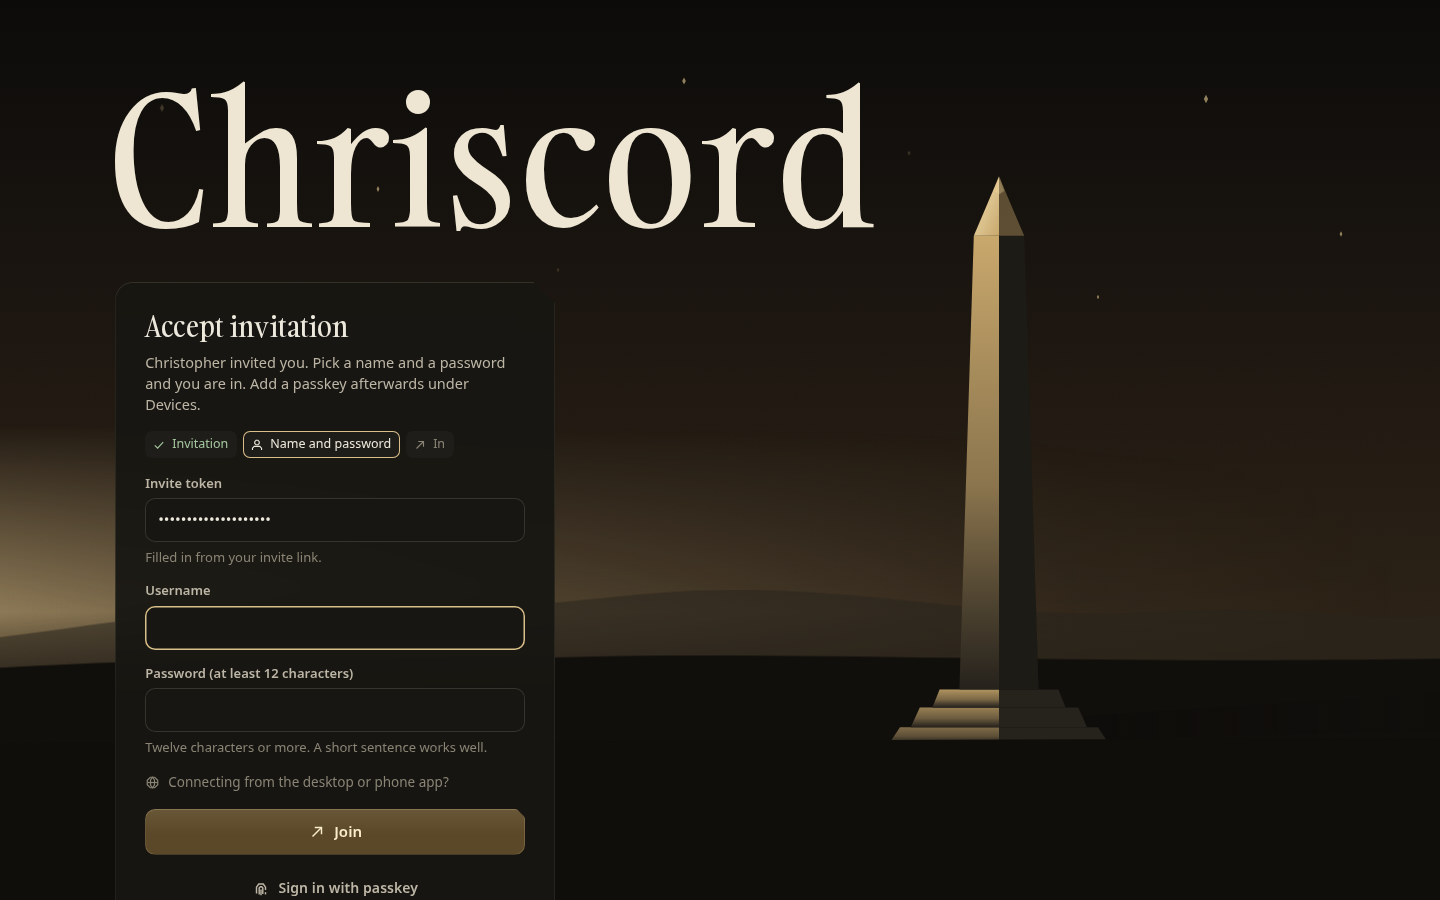 Chriscord
Accept invitation
Christopher invited you. Pick a name and a password
and you are in. Add a passkey afterwards under
Devices.
Invitation
Name and password
In
Invite token
•••••••••••••••••••
Filled in from your invite link.
Username
Password (at least 12 characters)
Twelve characters or more. A short sentence works well.
Connecting from the desktop or phone app?
Join
Sign in with passkey